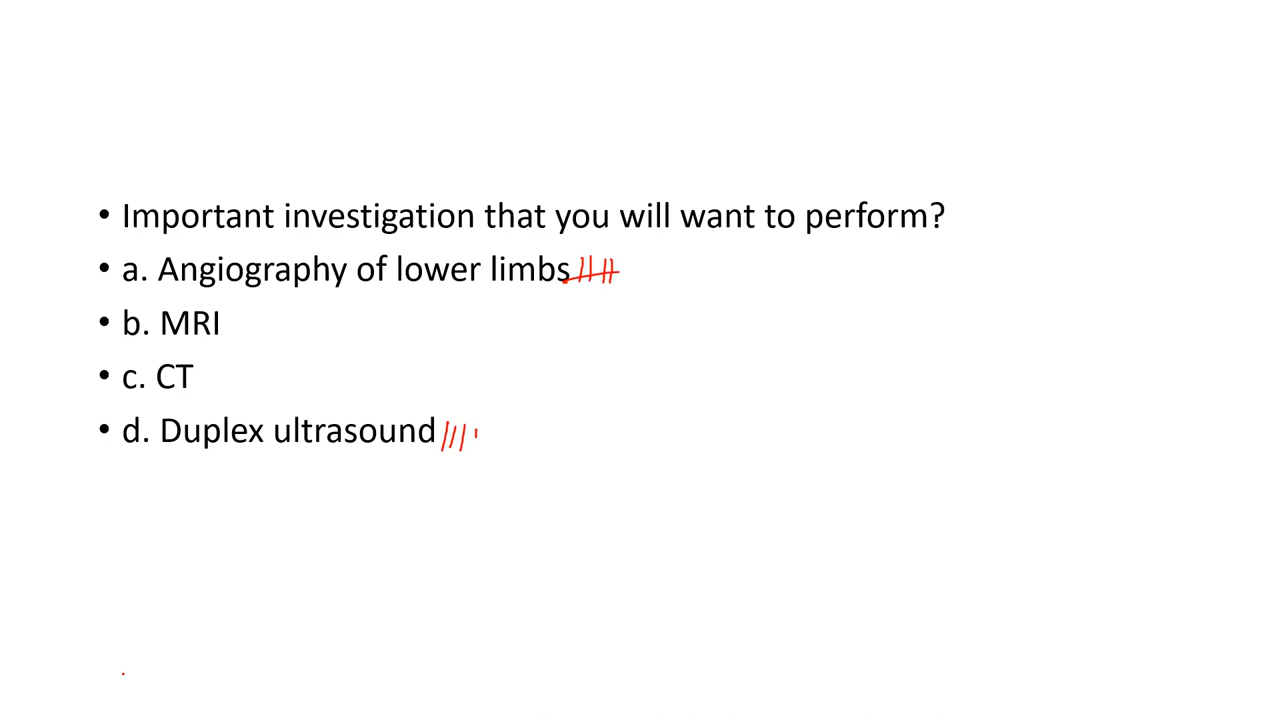 • Important investigation that you will want to perform?
• a. Angiography of lower limbs
• b. MRI
• c. CT
• d. Duplex ultrasound